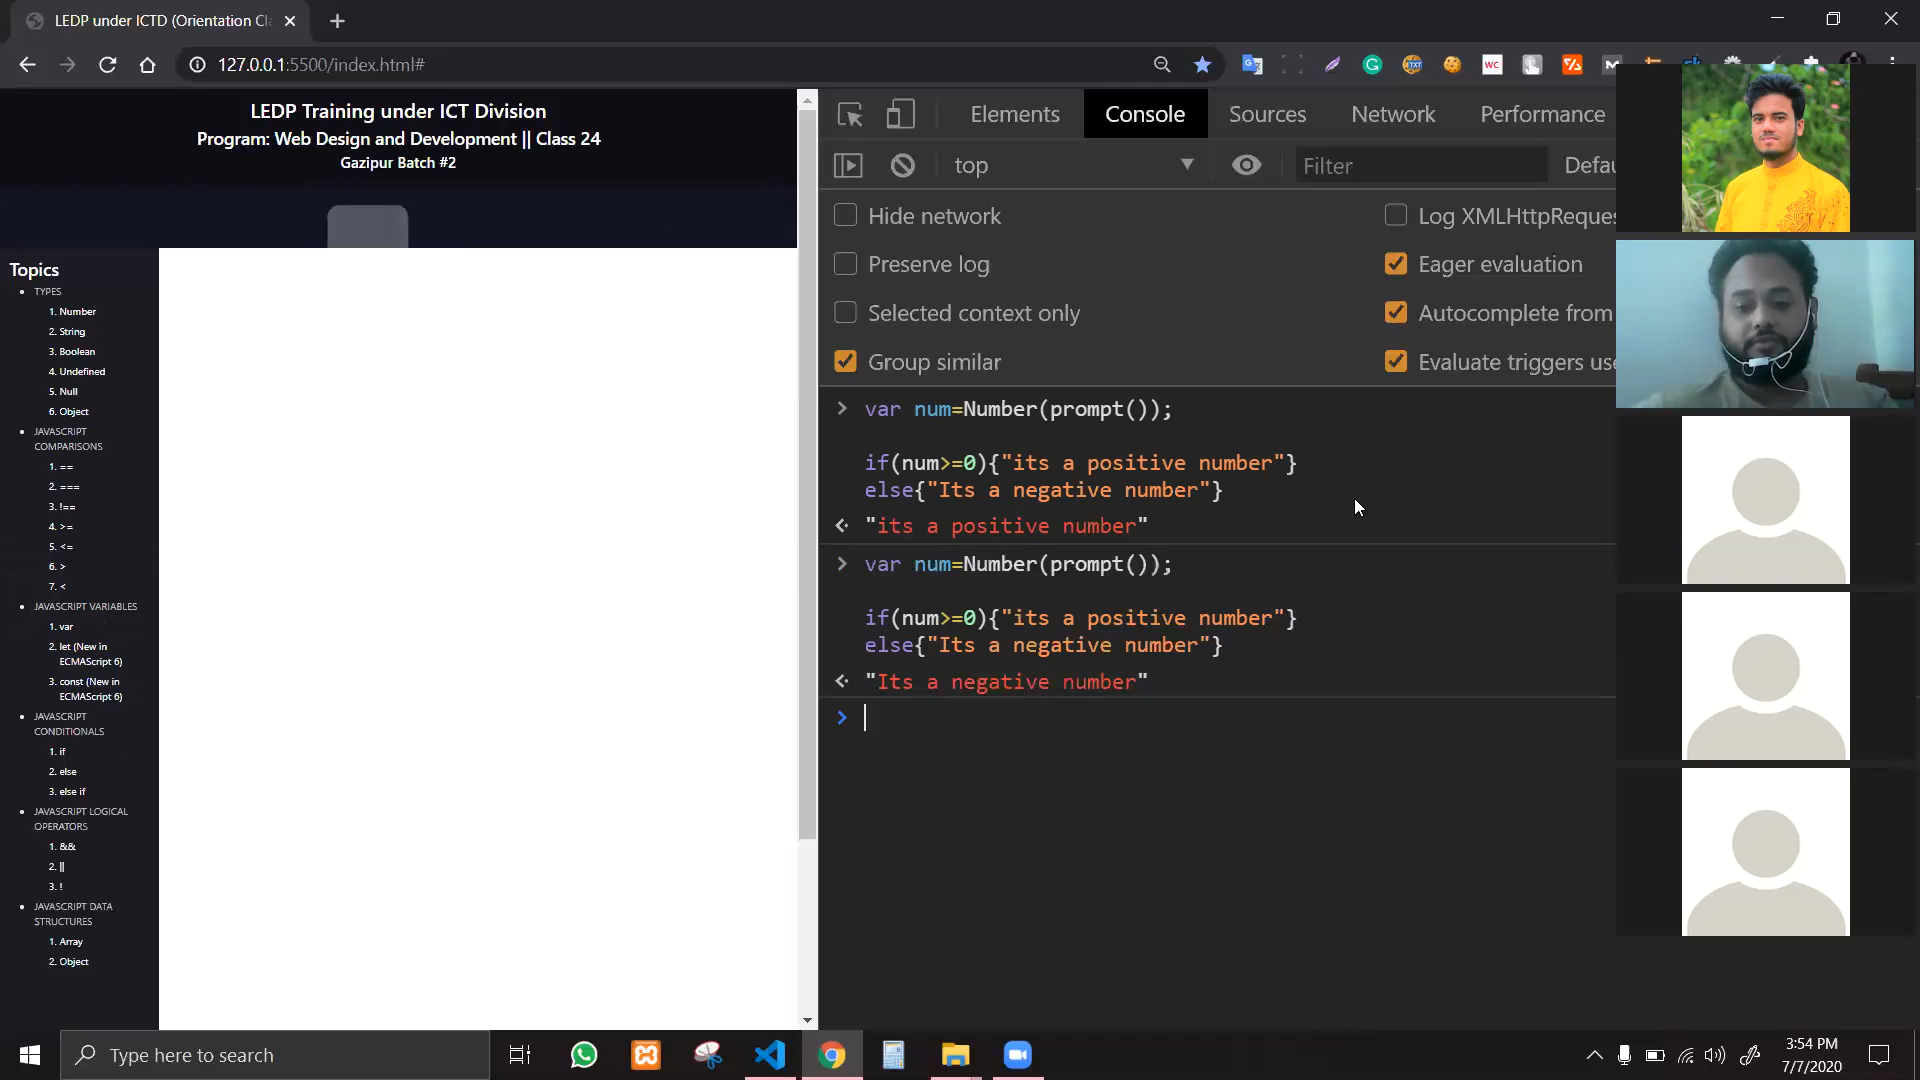 LEDP under ICTD (Orientation Cl
127.0.0.1:5500/index.html#
LEDP Training under ICT Division
Program: Web Design and Development || Class 24
Gazipur Batch #2
Topics
TYPES
1. Number
2. String
3. Boolean
4. Undefined
5. Null
6. Object
JAVASCRIPT
COMPARISONS
1. ==
2. ===
3. !==
4. >=
5. <=
6. >
7. <
JAVASCRIPT VARIABLES
1. var
2. let (New in
ECMAScript 6)
3. const (New in
ECMAScript 6)
JAVASCRIPT
CONDITIONALS
1. if
2. else
3. else if
JAVASCRIPT LOGICAL
OPERATORS
1. &&
2. ||
3. !
JAVASCRIPT DATA
STRUCTURES
1. Array
2. Object
Elements Console Sources Network Performance
top Filter Defau
Hide network Log XMLHttpReques
Preserve log Eager evaluation
Selected context only Autocomplete from
Group similar Evaluate triggers use
> var num=Number(prompt());
if(num>=0){"its a positive number"}
else{"Its a negative number"}
"its a positive number"
> var num=Number(prompt());
if(num>=0){"its a positive number"}
else{"Its a negative number"}
"Its a negative number"
>
Type here to search
3:54 PM
7/7/2020